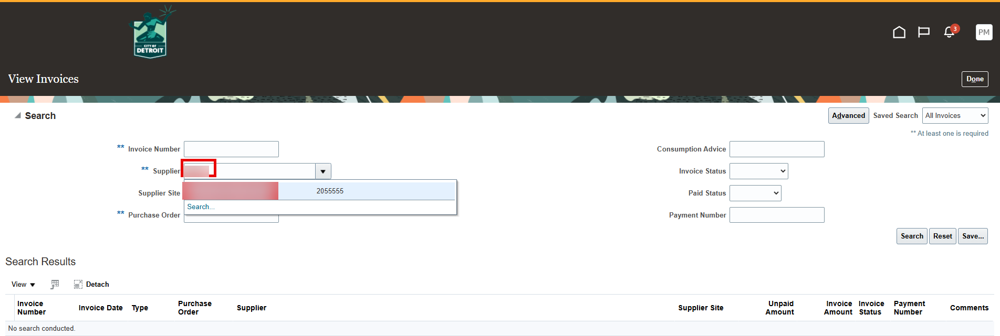 CITY OF
DETROIT
3
PM
View Invoices
Done
Search
Advanced Saved Search All Invoices
** At least one is required
** Invoice Number
Consumption Advice
** Supplier
Invoice Status
Supplier Site
2055555
Paid Status
Search...
** Purchase Order
Payment Number
Search Reset Save...
Search Results
View Detach
Invoice Number Invoice Date Type Purchase Order Supplier Supplier Site Unpaid Amount Invoice Amount Invoice Status Payment Number Comments
No search conducted.